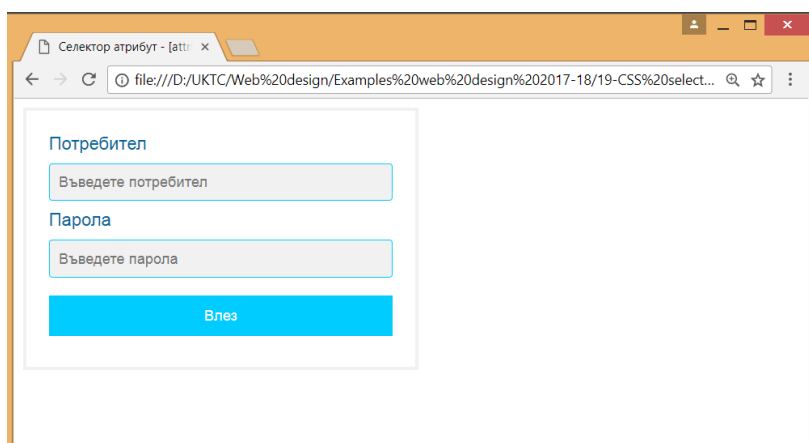 Селектор атрибут - [attr
file:///D:/UKTC/Web%20design/Examples%20web%20design%202017-18/19-CSS%20select...
Потребител
Въведете потребител
Парола
Въведете парола
Влез